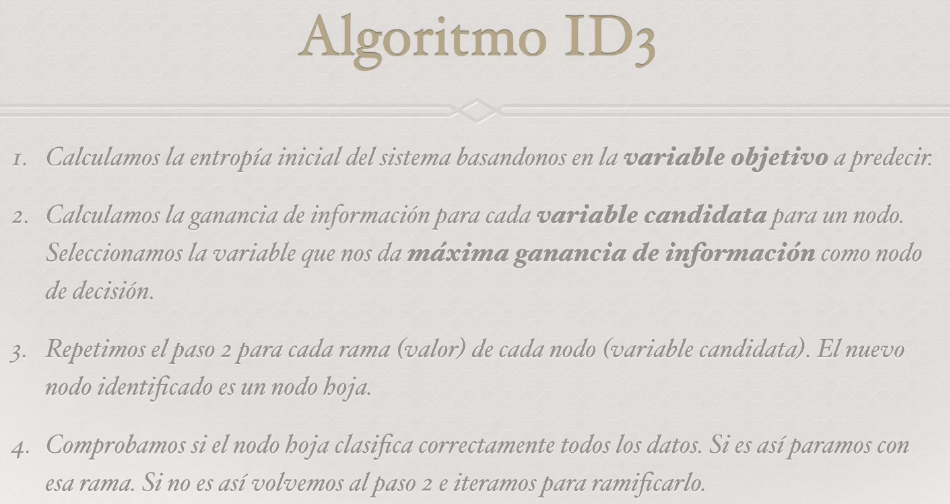 Algoritmo ID3
1. Calculamos la entropía inicial del sistema basandonos en la variable objetivo a predecir.
2. Calculamos la ganancia de información para cada variable candidata para un nodo.
Seleccionamos la variable que nos da máxima ganancia de información como nodo
de decisión.
3. Repetimos el paso 2 para cada rama (valor) de cada nodo (variable candidata). El nuevo
nodo identificado es un nodo hoja.
4. Comprobamos si el nodo hoja clasifica correctamente todos los datos. Si es así paramos con
esa rama. Si no es así volvemos al paso 2 e iteramos para ramificarlo.